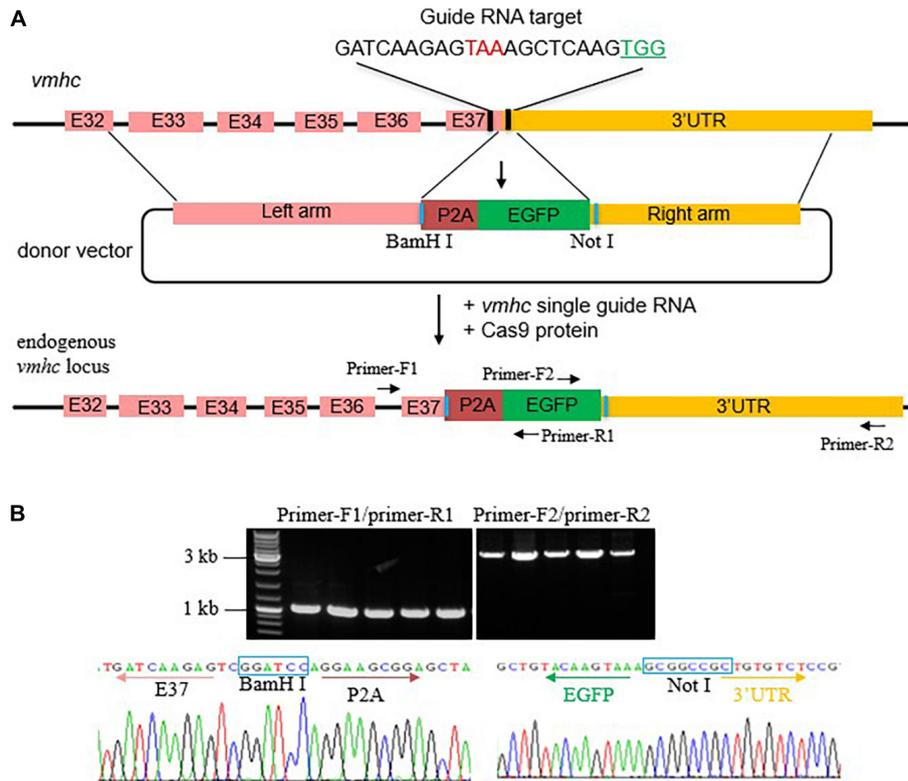 A
Guide RNA target
GATCAAGAGTAAAGCTCAAGTGG
vmhc
E32 E33 E34 E35 E36 E37 3'UTR
Left arm P2A EGFP Right arm
BamH I Not I
donor vector
+ vmhc single guide RNA
+ Cas9 protein
endogenous
vmhc locus
Primer-F1 Primer-F2
E32 E33 E34 E35 E36 E37 P2A EGFP 3'UTR
Primer-R1 Primer-R2
B
Primer-F1/primer-R1 Primer-F2/primer-R2
3 kb
1 kb
TGATCAAGAGTCGGATCCAGGAAGCGGAGCTA GCTGTACAAGTAAAGCGGCCGCTGTGTCTCCG
E37 BamH I P2A EGFP Not I 3'UTR